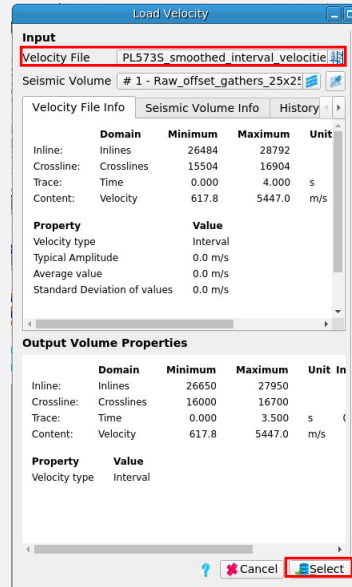 Load Velocity
Input
Velocity File PL573S_smoothed_interval_velocitie
Seismic Volume # 1 - Raw_offset_gathers_25x25
Velocity File Info Seismic Volume Info History
Domain Minimum Maximum Unit
Inline: Inlines 26484 28792
Crossline: Crosslines 15504 16904
Trace: Time 0.000 4.000 s
Content: Velocity 617.8 5447.0 m/s
Property Value
Velocity type Interval
Typical Amplitude 0.0 m/s
Average value 0.0 m/s
Standard Deviation of values 0.0 m/s
Output Volume Properties
Domain Minimum Maximum Unit In
Inline: Inlines 26650 27950
Crossline: Crosslines 16000 16700
Trace: Time 0.000 3.500 s
Content: Velocity 617.8 5447.0 m/s
Property Value
Velocity type Interval
? Cancel Select